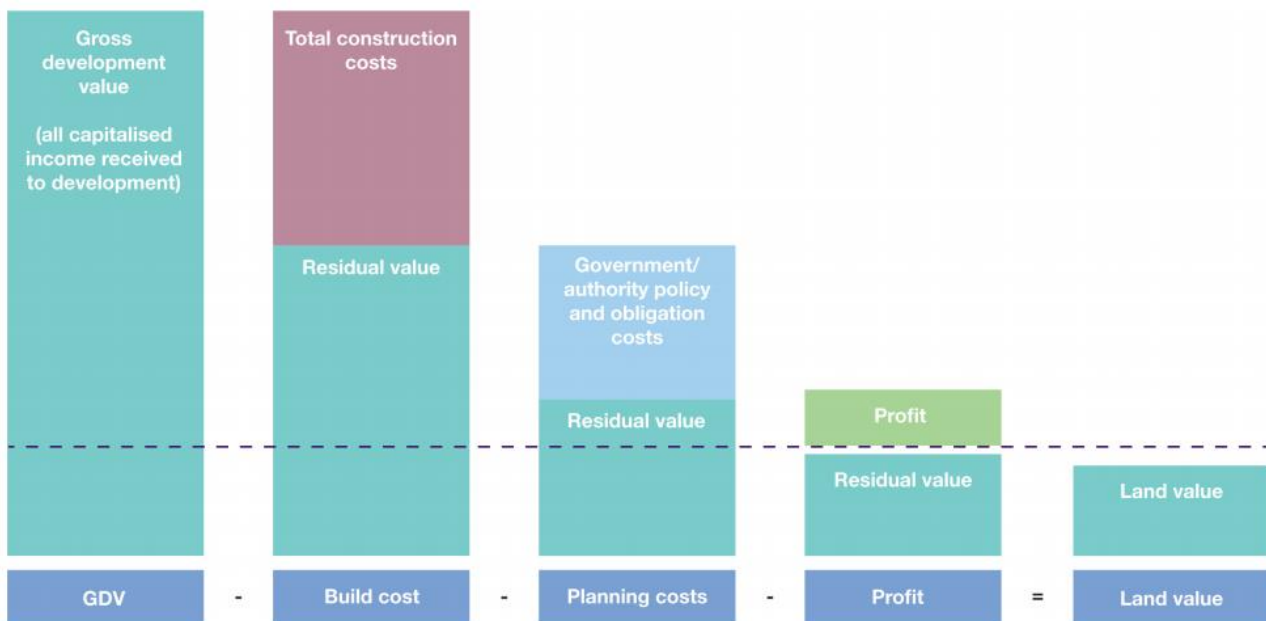 Gross
development
value
(all capitalised
income received
to development)
Total construction
costs
Residual value
Government/
authority policy
and obligation
costs
Residual value
Profit
Residual value
Land value
GDV - Build cost - Planning costs - Profit = Land value